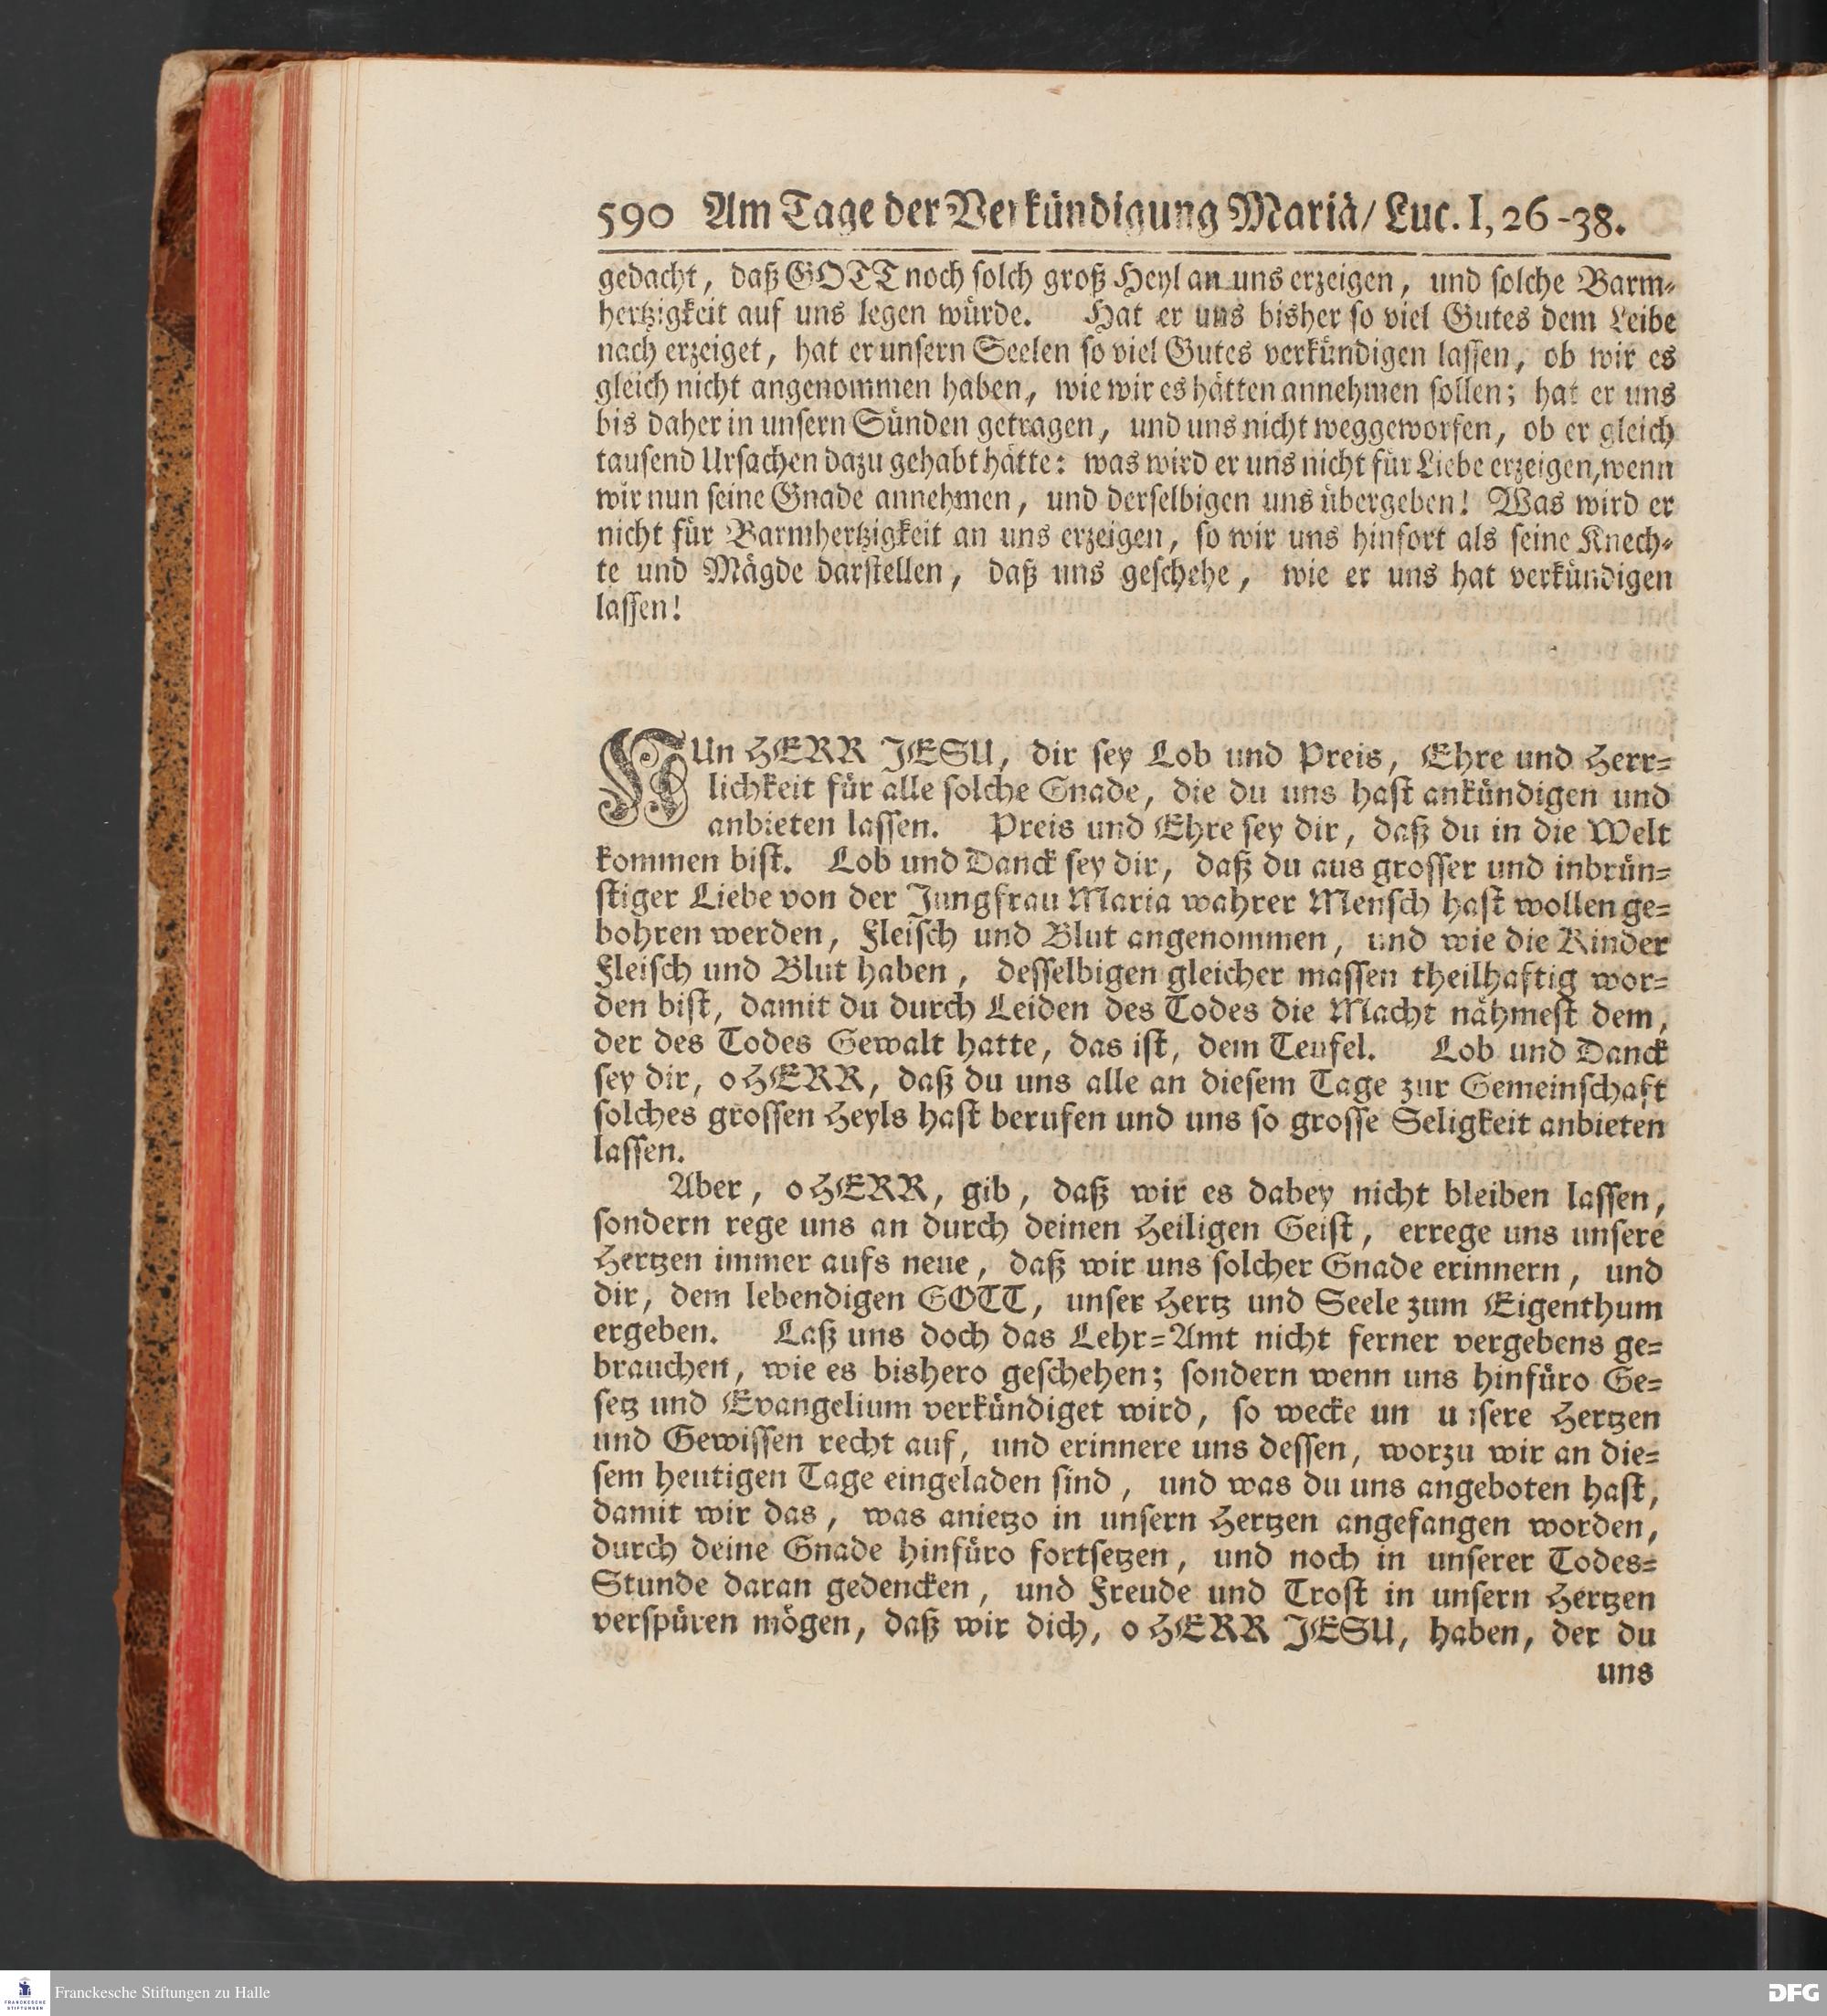 590 Am Tage der Verkündigung Mariä/ Luc. I, 26-38.
gedacht, daß GOTT noch solch groß Heyl an uns erzeigen, und solche Barm-
hertzigkeit auf uns legen würde. Hat er uns bisher so viel Gutes dem Leibe
nach erzeiget, hat er unsern Seelen so viel Gutes verkündigen lassen, ob wir es
gleich nicht angenommen haben, wie wir es hätten annehmen sollen; hat er uns
bis daher in unsern Sünden getragen, und uns nicht weggeworfen, ob er gleich
tausend Ursachen dazu gehabt hätte: was wird er uns nicht für Liebe erzeigen, wenn
wir nun seine Gnade annehmen, und derselbigen uns übergeben! Was wird er
nicht für Barmhertzigkeit an uns erzeigen, so wir uns hinfort als seine Knech-
te und Mägde darstellen, daß uns geschehe, wie er uns hat verkündigen
lassen!
NUn HERR JESU, dir sey Lob und Preis, Ehre und Herr-
lichkeit für alle solche Gnade, die du uns hast ankündigen und
anbieten lassen. Preis und Ehre sey dir, daß du in die Welt
kommen bist. Lob und Danck sey dir, daß du aus grosser und inbrün-
stiger Liebe von der Jungfrau Maria wahrer Mensch hast wollen ge-
bohren werden, Fleisch und Blut angenommen, und wie die Kinder
Fleisch und Blut haben, desselbigen gleicher massen theilhaftig wor-
den bist, damit du durch Leiden des Todes die Macht nähmest dem,
der des Todes Gewalt hatte, das ist, dem Teufel. Lob und Danck
sey dir, o HERR, daß du uns alle an diesem Tage zur Gemeinschaft
solches grossen Heyls hast berufen und uns so grosse Seligkeit anbieten
lassen.
Aber, o HERR, gib, daß wir es dabey nicht bleiben lassen,
sondern rege uns an durch deinen Heiligen Geist, errege uns unsere
Hertzen immer aufs neue, daß wir uns solcher Gnade erinnern, und
dir, dem lebendigen GOTT, unser Hertz und Seele zum Eigenthum
ergeben. Laß uns doch das Lehr-Amt nicht ferner vergebens ge-
brauchen, wie es bishero geschehen; sondern wenn uns hinfüro Ge-
setz und Evangelium verkündiget wird, so wecke un unsere Hertzen
und Gewissen recht auf, und erinnere uns dessen, worzu wir an die-
sem heutigen Tage eingeladen sind, und was du uns angeboten hast,
damit wir das, was anietzo in unsern Hertzen angefangen worden,
durch deine Gnade hinfüro fortsetzen, und noch in unserer Todes-
Stunde daran gedencken, und Freude und Trost in unsern Hertzen
verspüren mögen, daß wir dich, o HERR JESU, haben, der du
uns
Franckesche Stiftungen zu Halle
FRANCKESCHE
STIFTUNGEN
DFG